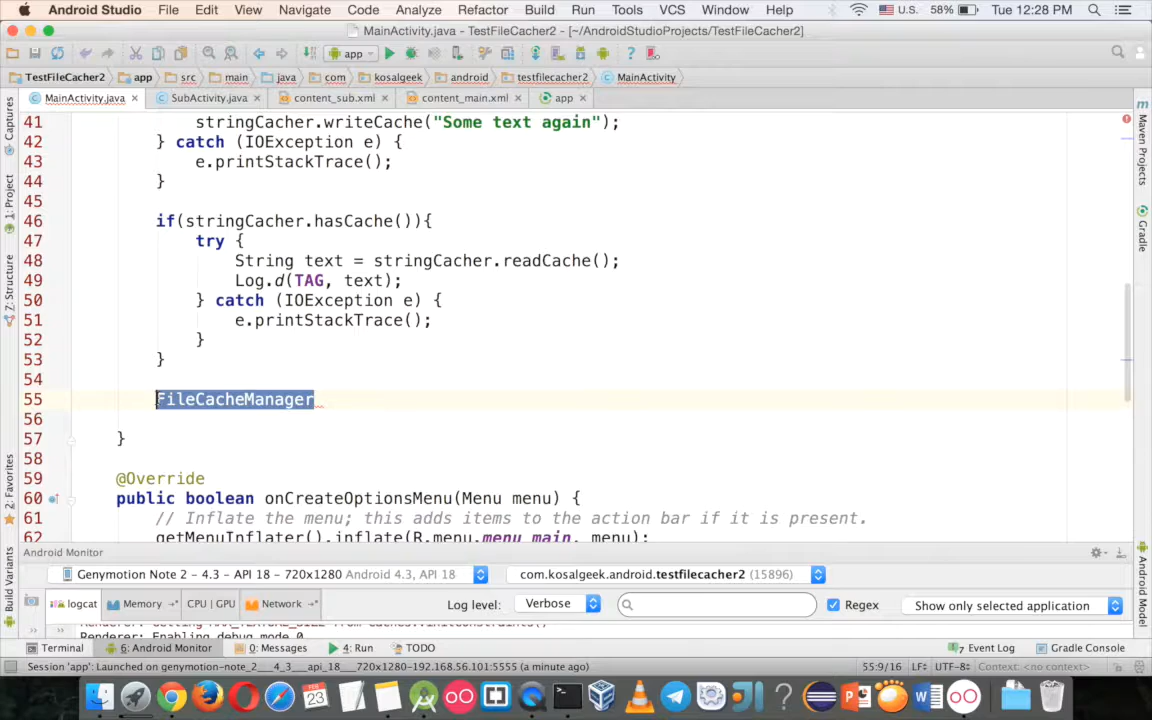 Android Studio File Edit View Navigate Code Analyze Refactor Build Run Tools VCS Window Help U.S. 58% Tue 12:28 PM
MainActivity.java - TestFileCacher2 - [~/AndroidStudioProjects/TestFileCacher2]
app
TestFileCacher2 app src main java com kosalgeek android testfilecacher2 MainActivity
MainActivity.java SubActivity.java content_sub.xml content_main.xml app
Captures
1: Project
7: Structure
2: Favorites
Build Variants
Maven Projects
Gradle
Android Model
41 stringCacher.writeCache("Some text again");
42 } catch (IOException e) {
43 e.printStackTrace();
44 }
45
46 if(stringCacher.hasCache()){
47 try {
48 String text = stringCacher.readCache();
49 Log.d(TAG, text);
50 } catch (IOException e) {
51 e.printStackTrace();
52 }
53 }
54
55 FileCacheManager
56
57 }
58
59 @Override
60 public boolean onCreateOptionsMenu(Menu menu) {
61 // Inflate the menu; this adds items to the action bar if it is present.
62 getMenuInflater().inflate(R.menu.menu_main, menu);
Android Monitor
Genymotion Note 2 - 4.3 - API 18 - 720x1280 Android 4.3, API 18 com.kosalgeek.android.testfilecacher2 (15896)
logcat Memory CPU | GPU Network Log level: Verbose Regex Show only selected application
Renderer: Enabling debug mode 0
Terminal 6: Android Monitor 0: Messages 4: Run TODO 7 Event Log Gradle Console
Session 'app': Launched on genymotion-note_2___4_3___api_18___720x1280-192.168.56.101:5555 (a minute ago) 55:9/16 LF÷ UTF-8÷ Context: <no context>
FEB
23